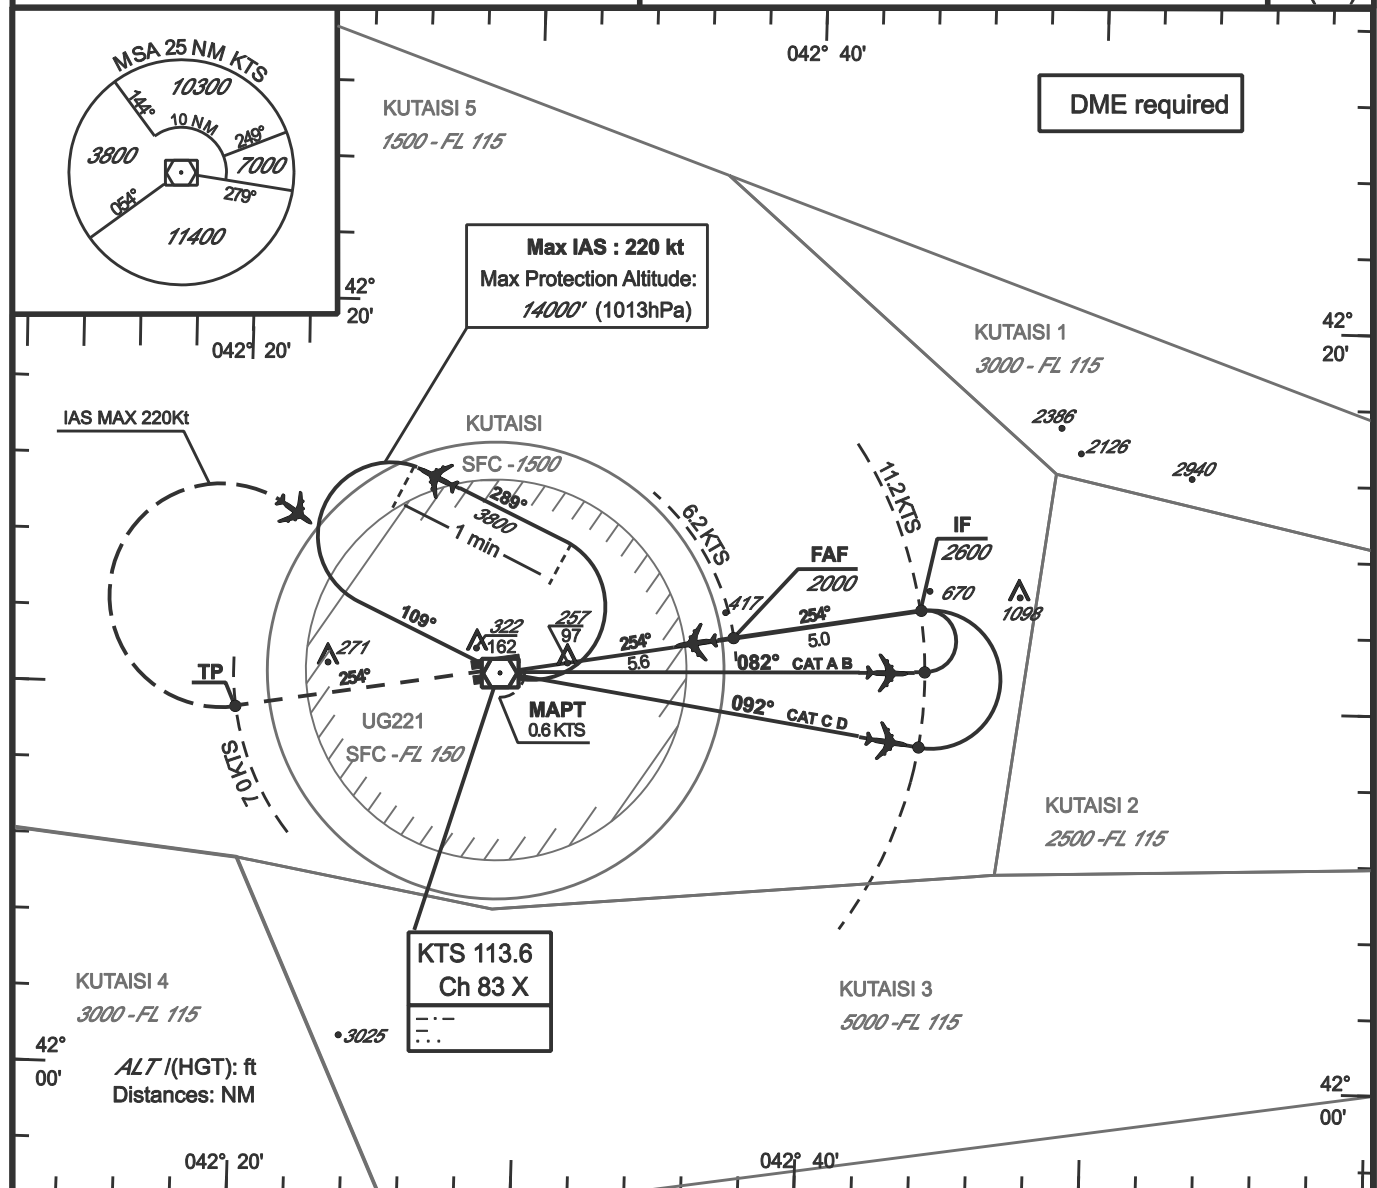 MSA 25 NM KTS
10300
144°
10 NM
249°
3800
7000
279°
054°
11400
042° 40'
DME required
KUTAISI 5
1500 - FL 115
Max IAS : 220 kt
Max Protection Altitude:
14000' (1013hPa)
42°
20'
042° 20'
KUTAISI 1
3000 - FL 115
42°
20'
2386
2126
2940
IAS MAX 220Kt
KUTAISI
SFC -1500
289°
3800
1 min
6.2 KTS
11.2 KTS
IF
2600
FAF
2000
670
1098
417
254°
5.0
109°
322
162
257
97
254°
5.6
082° CAT A B
271
254°
TP
092° CAT C D
MAPT
0.6 KTS
UG221
SFC -FL 150
7.0 KTS
KUTAISI 2
2500 -FL 115
KTS 113.6
Ch 83 X
KUTAISI 4
3000 -FL 115
KUTAISI 3
5000 -FL 115
3025
42°
00'
ALT /(HGT): ft
Distances: NM
42°
00'
042° 20'
042° 40'